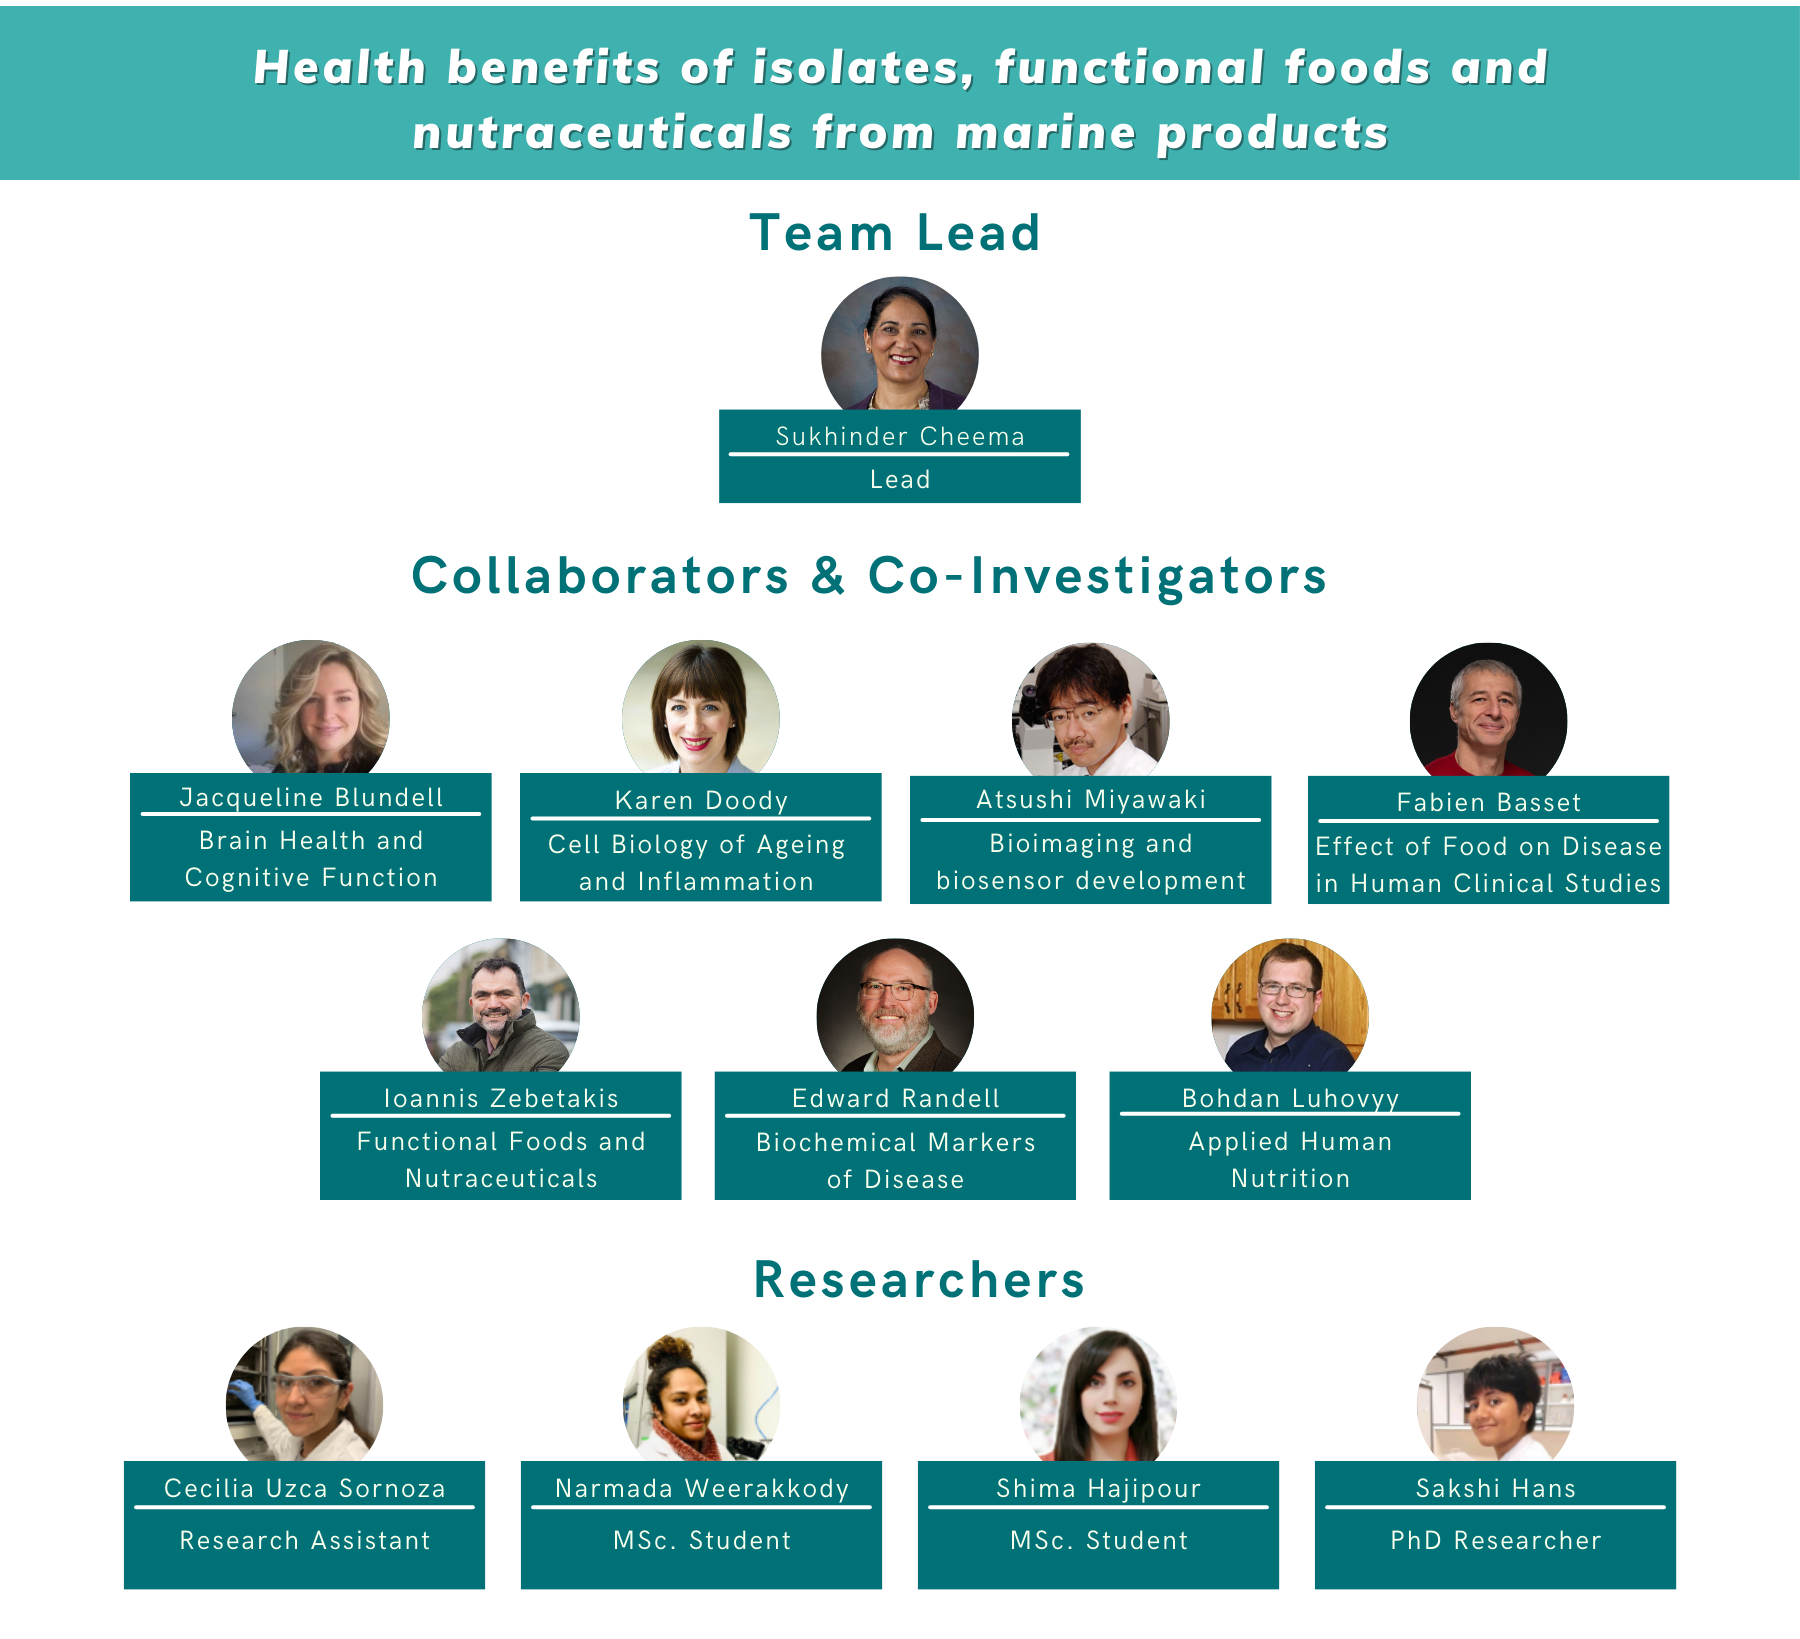 Health benefits of isolates, functional foods and
nutraceuticals from marine products
Team Lead
Sukhinder Cheema
Lead
Collaborators & Co-Investigators
Jacqueline Blundell
Brain Health and
Cognitive Function
Karen Doody
Cell Biology of Ageing
and Inflammation
Atsushi Miyawaki
Bioimaging and
biosensor development
Fabien Basset
Effect of Food on Disease
in Human Clinical Studies
Ioannis Zebetakis
Functional Foods and
Nutraceuticals
Edward Randell
Biochemical Markers
of Disease
Bohdan Luhovyy
Applied Human
Nutrition
Researchers
Cecilia Uzca Sornoza
Research Assistant
Narmada Weerakkody
MSc. Student
Shima Hajipour
MSc. Student
Sakshi Hans
PhD Researcher